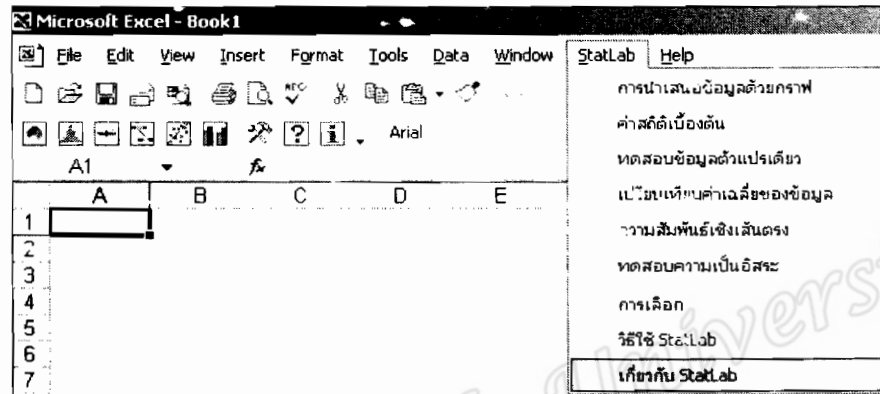 Microsoft Excel - Book1
File Edit View Insert Format Tools Data Window StatLab Help
การนำเสนอข้อมูลด้วยกราฟ
ค่าสถิติเบื้องต้น
Arial
ทดสอบข้อมูลตัวแปรเดียว
A1 fx
เปรียบเทียบค่าเฉลี่ยของข้อมูล
A B C D E
ความสัมพันธ์เชิงเส้นตรง
1
2
ทดสอบความเป็นอิสระ
3
4
การเลือก
5
วิธีใช้ StatLab
6
7
เกี่ยวกับ StatLab
Univers